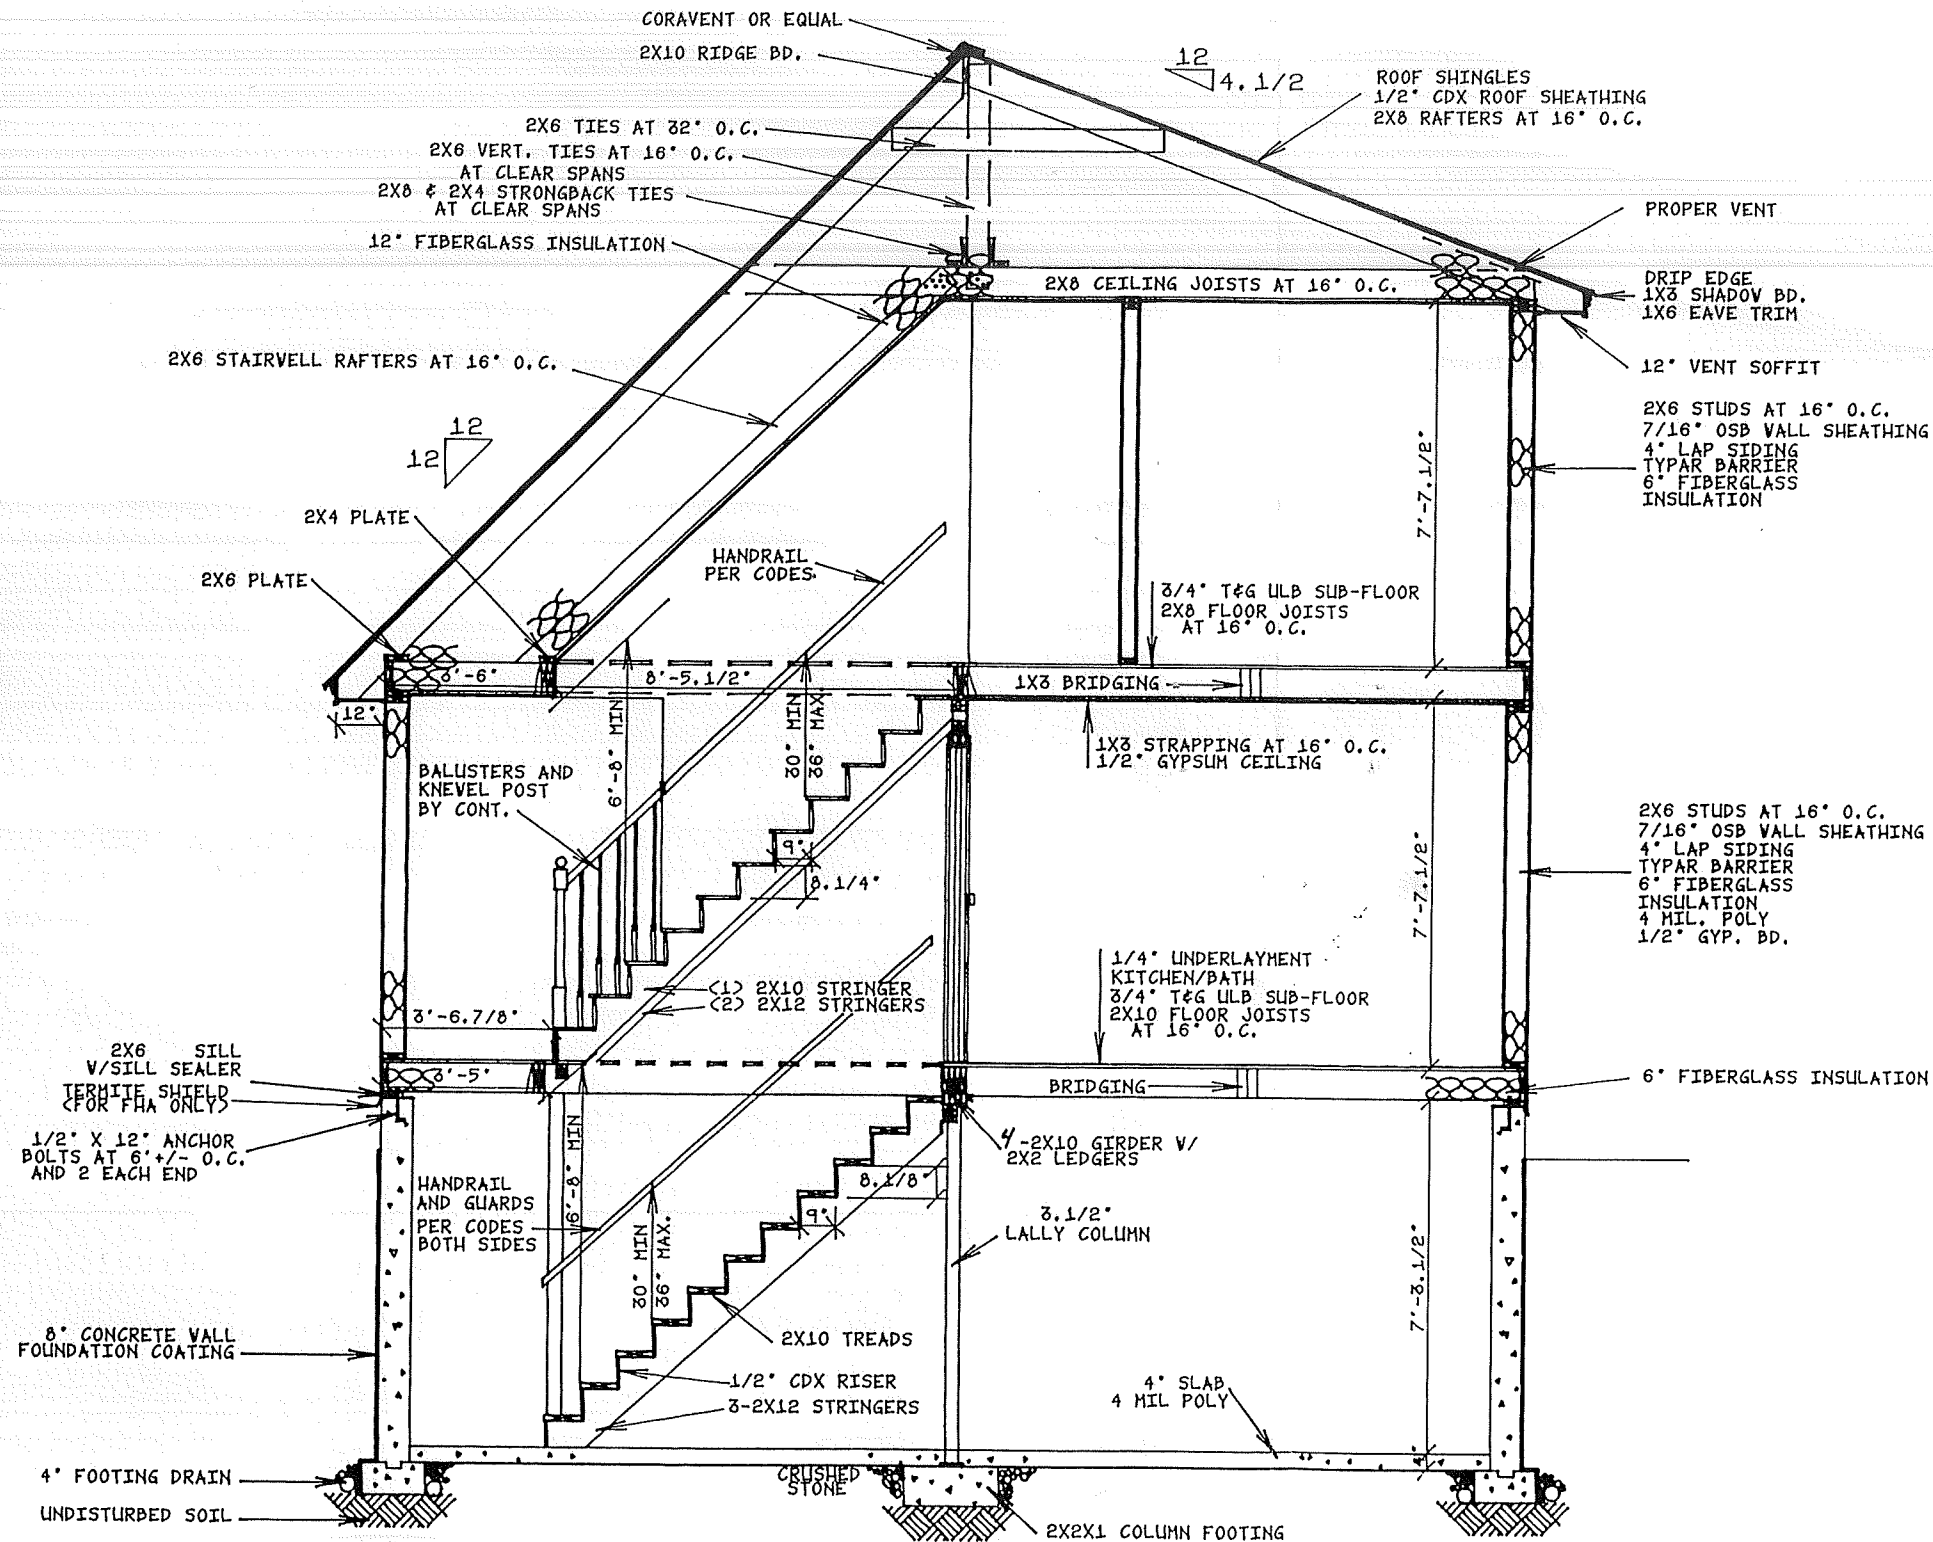 CORAVENT OR EQUAL
2X10 RIDGE BD.
12
4.1/2
ROOF SHINGLES
1/2" CDX ROOF SHEATHING
2X8 RAFTERS AT 16" O.C.
2X6 TIES AT 32" O.C.
2X6 VERT. TIES AT 16" O.C.
AT CLEAR SPANS
2X8 & 2X4 STRONGBACK TIES
AT CLEAR SPANS
12" FIBERGLASS INSULATION
PROPER VENT
2X8 CEILING JOISTS AT 16" O.C.
DRIP EDGE
1X3 SHADOV BD.
1X6 EAVE TRIM
12" VENT SOFFIT
2X6 STAIRVELL RAFTERS AT 16" O.C.
12
12
2X6 STUDS AT 16" O.C.
7/16" OSB VALL SHEATHING
4" LAP SIDING
TYPAR BARRIER
6" FIBERGLASS
INSULATION
7'-7.1/2"
2X4 PLATE
2X6 PLATE
HANDRAIL
PER CODES.
3/4" T&G ULB SUB-FLOOR
2X8 FLOOR JOISTS
AT 16" O.C.
3'-6"
8'-5.1/2"
1X3 BRIDGING
12"
6'-8" MIN
30" MIN
36" MAX.
1X3 STRAPPING AT 16" O.C.
1/2" GYPSUM CEILING
BALUSTERS AND
KNEVEL POST
BY CONT.
9"
8.1/4"
7'-7.1/2"
2X6 STUDS AT 16" O.C.
7/16" OSB VALL SHEATHING
4" LAP SIDING
TYPAR BARRIER
6" FIBERGLASS
INSULATION
4 MIL. POLY
1/2" GYP. BD.
(1) 2X10 STRINGER
(2) 2X12 STRINGERS
1/4" UNDERLAYMENT
KITCHEN/BATH
3/4" T&G ULB SUB-FLOOR
2X10 FLOOR JOISTS
AT 16" O.C.
3'-6.7/8"
2X6 SILL
V/SILL SEALER
TERMITE SHIELD
(FOR FHA ONLY)
3'-5"
BRIDGING
6" FIBERGLASS INSULATION
1/2" X 12" ANCHOR
BOLTS AT 6'+/- O.C.
AND 2 EACH END
4-2X10 GIRDER V/
2X2 LEDGERS
6'-8" MIN
HANDRAIL
AND GUARDS
PER CODES
BOTH SIDES
8.1/8"
9"
3.1/2"
LALLY COLUMN
30" MIN
36" MAX.
7'-3.1/2"
8" CONCRETE VALL
FOUNDATION COATING
2X10 TREADS
1/2" CDX RISER
3-2X12 STRINGERS
4" SLAB
4 MIL POLY
4" FOOTING DRAIN
CRUSHED
STONE
UNDISTURBED SOIL
2X2X1 COLUMN FOOTING